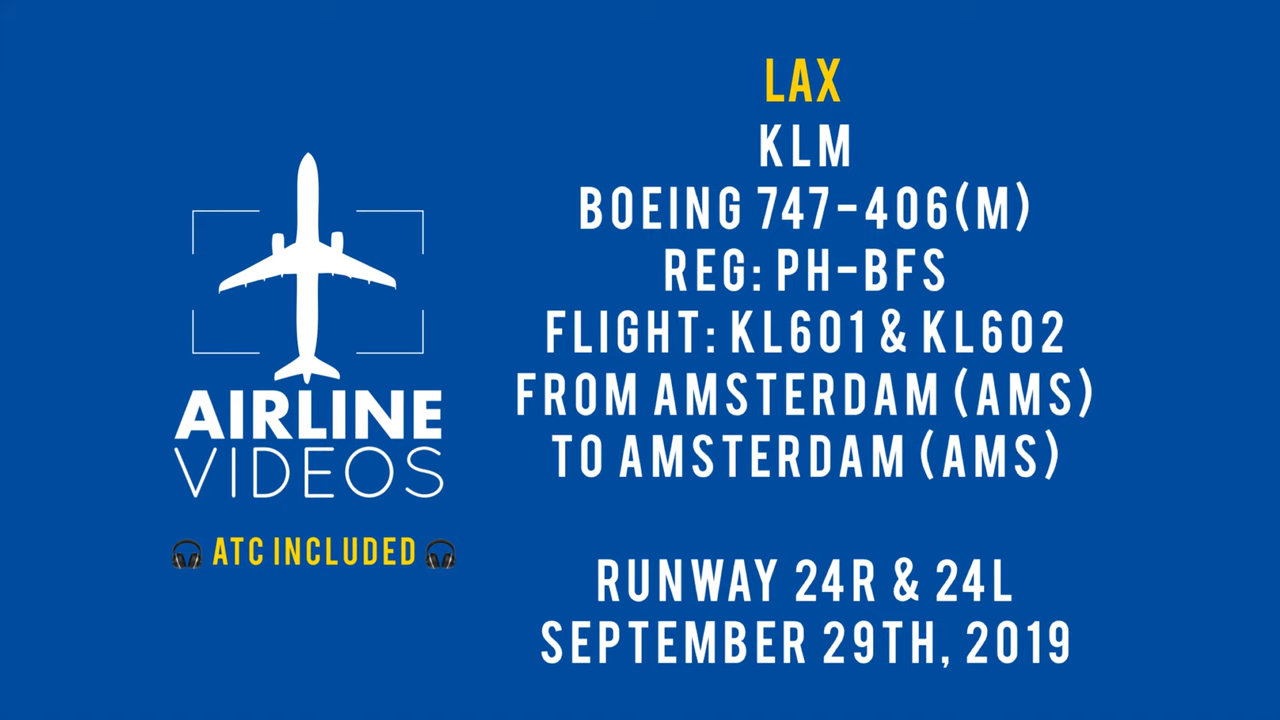 AIRLINE
VIDEOS
ATC INCLUDED
LAX
KLM
BOEING 747-406(M)
REG: PH-BFS
FLIGHT: KL601 & KL602
FROM AMSTERDAM (AMS)
TO AMSTERDAM (AMS)
RUNWAY 24R & 24L
SEPTEMBER 29TH, 2019